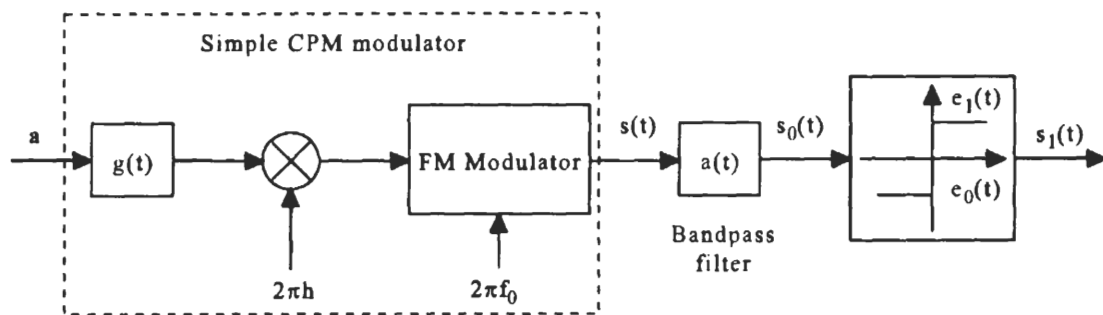 Simple CPM modulator
a
g(t)
2πh
FM Modulator
2πf₀
s(t)
a(t)
Bandpass
filter
s₀(t)
e₁(t)
e₀(t)
s₁(t)